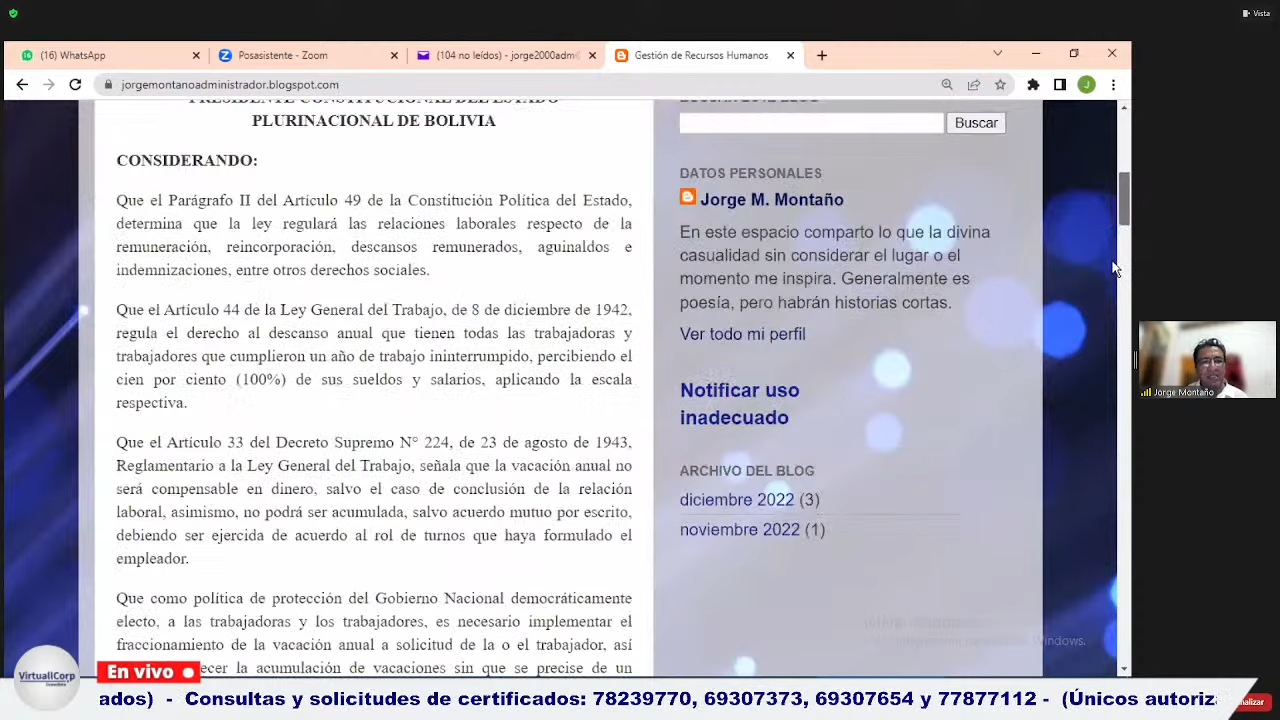 Vista
(16) WhatsApp
Posasistente - Zoom
(104 no leídos) - jorge2000adm
Gestión de Recursos Humanos
jorgemontanoadministrador.blogspot.com
J
PRESIDENTE CONSTITUCIONAL DEL ESTADO
PLURINACIONAL DE BOLIVIA
CONSIDERANDO:
Que el Parágrafo II del Artículo 49 de la Constitución Política del Estado,
determina que la ley regulará las relaciones laborales respecto de la
remuneración, reincorporación, descansos remunerados, aguinaldos e
indemnizaciones, entre otros derechos sociales.
Que el Artículo 44 de la Ley General del Trabajo, de 8 de diciembre de 1942,
regula el derecho al descanso anual que tienen todas las trabajadoras y
trabajadores que cumplieron un año de trabajo ininterrumpido, percibiendo el
cien por ciento (100%) de sus sueldos y salarios, aplicando la escala
respectiva.
Que el Artículo 33 del Decreto Supremo N° 224, de 23 de agosto de 1943,
Reglamentario a la Ley General del Trabajo, señala que la vacación anual no
será compensable en dinero, salvo el caso de conclusión de la relación
laboral, asimismo, no podrá ser acumulada, salvo acuerdo mutuo por escrito,
debiendo ser ejercida de acuerdo al rol de turnos que haya formulado el
empleador.
Que como política de protección del Gobierno Nacional democráticamente
electo, a las trabajadoras y los trabajadores, es necesario implementar el
fraccionamiento de la vacación anual a solicitud de la o el trabajador, así
ecer la acumulación de vacaciones sin que se precise de un
Buscar
DATOS PERSONALES
Jorge M. Montaño
En este espacio comparto lo que la divina
casualidad sin considerar el lugar o el
momento me inspira. Generalmente es
poesía, pero habrán historias cortas.
Ver todo mi perfil
Notificar uso
inadecuado
ARCHIVO DEL BLOG
diciembre 2022 (3)
noviembre 2022 (1)
Windows.
Jorge Montaño
VirtuallCorp
En vivo
ados) - Consultas y solicitudes de certificados: 78239770, 69307373, 69307654 y 77877112 - (Únicos autoriz
nalizar